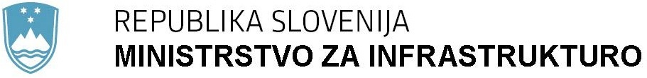 REPUBLIKA SLOVENIJA
MINISTRSTVO ZA INFRASTRUKTURO